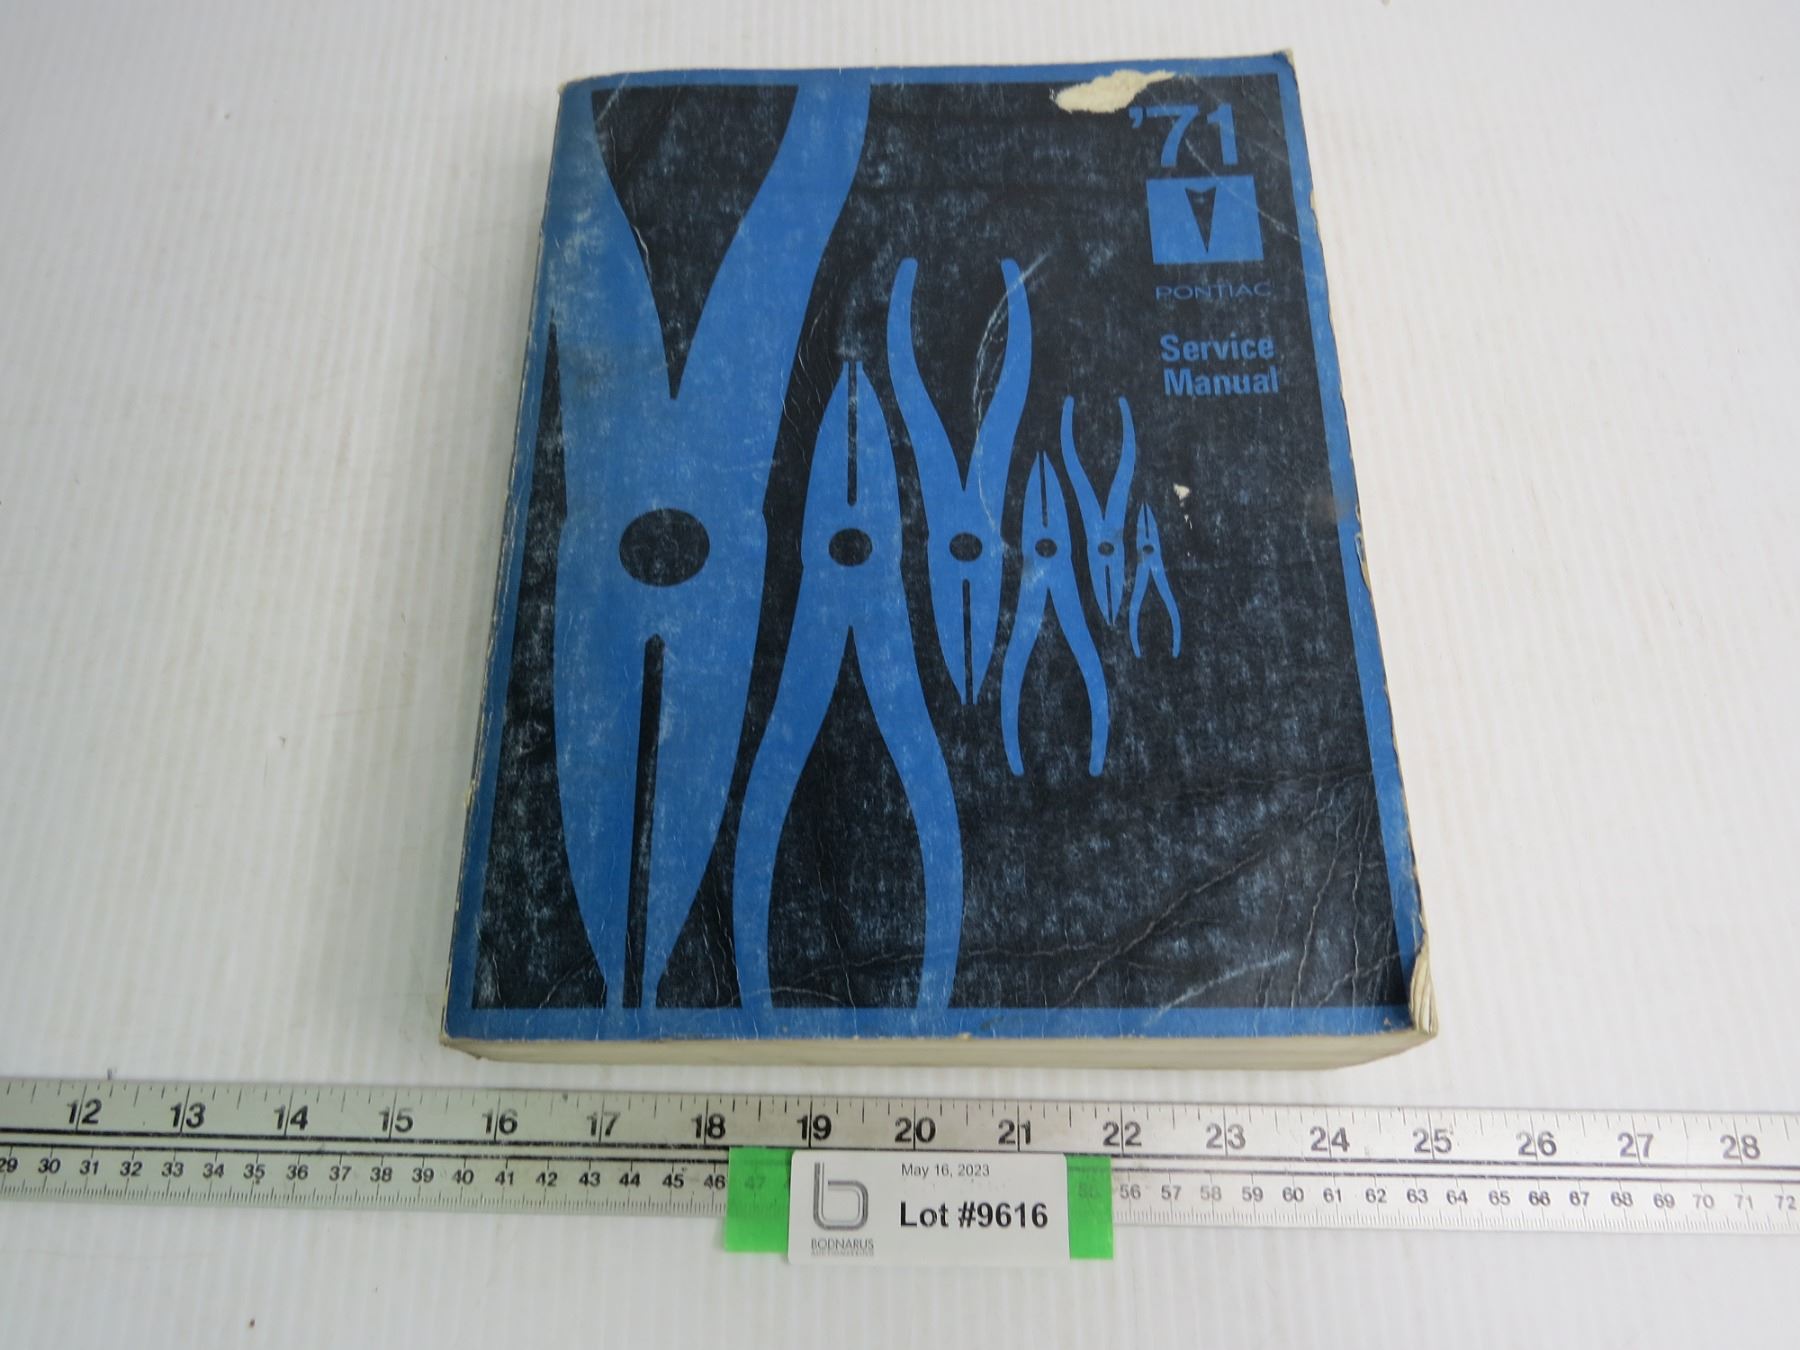 '71
PONTIAC
Service
Manual
12 13 14 15 16 17 18 19 20 21 22 23 24 25 26 27 28
29 30 31 32 33 34 35 36 37 38 39 40 41 42 43 44 45 46 47 56 57 58 59 60 61 62 63 64 65 66 67 68 69 70 71 72
May 16, 2023
Lot #9616
BODNARUS
AUCTIONEERING